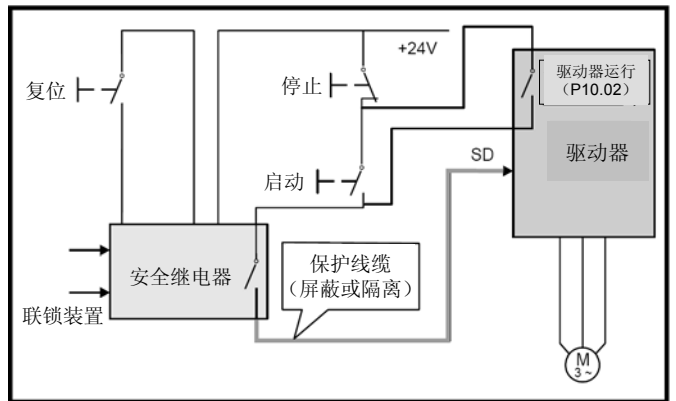 +24V
复位
停止
驱动器运行
（P10.02）
SD
驱动器
启动
安全继电器
保护线缆
（屏蔽或隔离）
联锁装置
M
3 ~